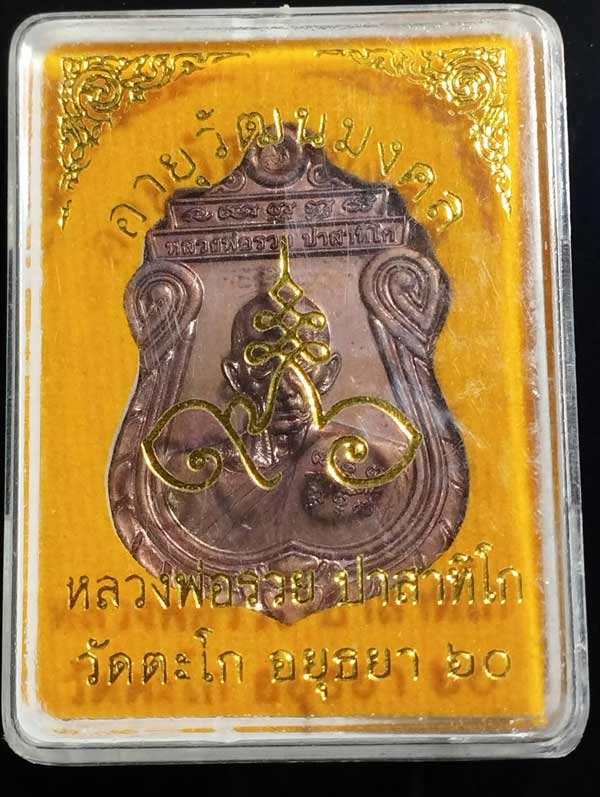 อายุวัฒนมงคล
หลวงพ่อรวย ปาสาทิโก
หลวงพ่อรวย ปาสาทิโก
วัดตะโก อยุธยา ๖๐